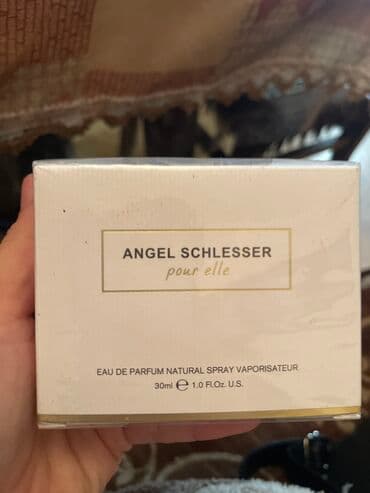 ANGEL SCHLESSER
pour elle
EAU DE PARFUM NATURAL SPRAY VAPORISATEUR
30ml ℮ 1.0 Fl.Oz. U.S.